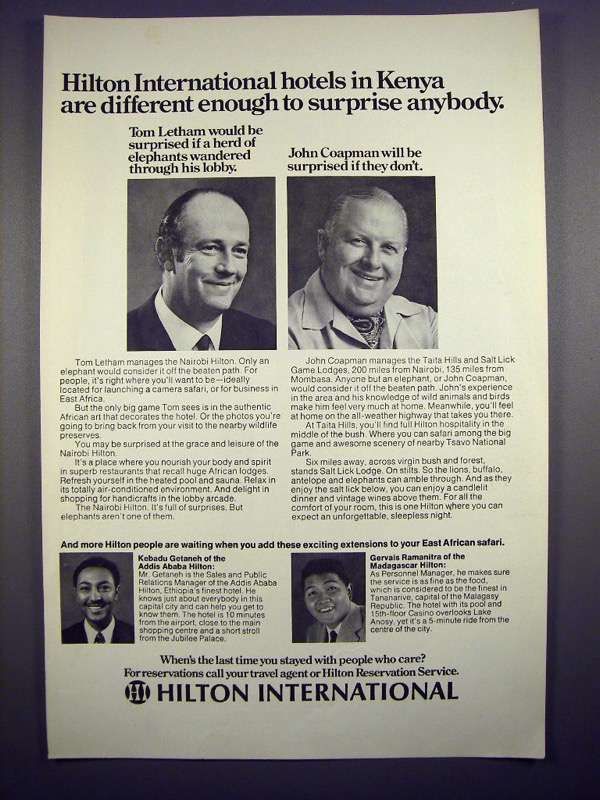 Hilton International hotels in Kenya
are different enough to surprise anybody.
Tom Letham would be
surprised if a herd of
elephants wandered
through his lobby.
John Coapman will be
surprised if they don't.
Tom Letham manages the Nairobi Hilton. Only an
elephant would consider it off the beaten path. For
people, it's right where you'll want to be—ideally
located for launching a camera safari, or for business in
East Africa.
But the only big game Tom sees is in the authentic
African art that decorates the hotel. Or the photos you're
going to bring back from your visit to the nearby wildlife
preserves.
You may be surprised at the grace and leisure of the
Nairobi Hilton.
It's a place where you nourish your body and spirit
in superb restaurants that recall huge African lodges.
Refresh yourself in the heated pool and sauna. Relax in
its totally air-conditioned environment. And delight in
shopping for handicrafts in the lobby arcade.
The Nairobi Hilton. It's full of surprises. But
elephants aren't one of them.
John Coapman manages the Taita Hills and Salt Lick
Game Lodges, 200 miles from Nairobi, 135 miles from
Mombasa. Anyone but an elephant, or John Coapman,
would consider it off the beaten path. John's experience
in the area and his knowledge of wild animals and birds
make him feel very much at home. Meanwhile, you'll feel
at home on the all-weather highway that takes you there.
At Taita Hills, you'll find full Hilton hospitality in the
middle of the bush. Where you can safari among the big
game and awesome scenery of nearby Tsavo National
Park.
Six miles away, across virgin bush and forest,
stands Salt Lick Lodge. On stilts. So the lions, buffalo,
antelope and elephants can amble through. And as they
enjoy the salt lick below, you can enjoy a candlelit
dinner and vintage wines above them. For all the
comfort of your room, this is one Hilton where you can
expect an unforgettable, sleepless night.
And more Hilton people are waiting when you add these exciting extensions to your East African safari.
Kebadu Getaneh of the
Addis Ababa Hilton:
Mr. Getaneh is the Sales and Public
Relations Manager of the Addis Ababa
Hilton, Ethiopia's finest hotel. He
knows just about everybody in this
capital city and can help you get to
know them. The hotel is 10 minutes
from the airport, close to the main
shopping centre and a short stroll
from the Jubilee Palace.
Gervais Ramanitra of the
Madagascar Hilton:
As Personnel Manager, he makes sure
the service is as fine as the food,
which is considered to be the finest in
Tananarive, capital of the Malagasy
Republic. The hotel with its pool and
15th-floor Casino overlooks Lake
Anosy, yet it's a 5-minute ride from the
centre of the city.
When's the last time you stayed with people who care?
For reservations call your travel agent or Hilton Reservation Service.
HILTON INTERNATIONAL